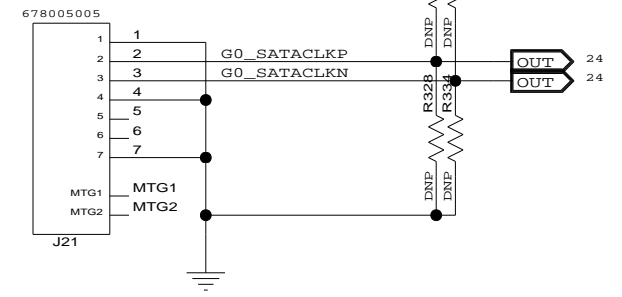 678005005
DNP DNP
1 1
2 2 G0_SATACLKP OUT 24
3 3 G0_SATACLKN OUT 24
R328 R334
4 4
5 5
6 6
7 7
DNP DNP
MTG1 MTG1
MTG2 MTG2
J21